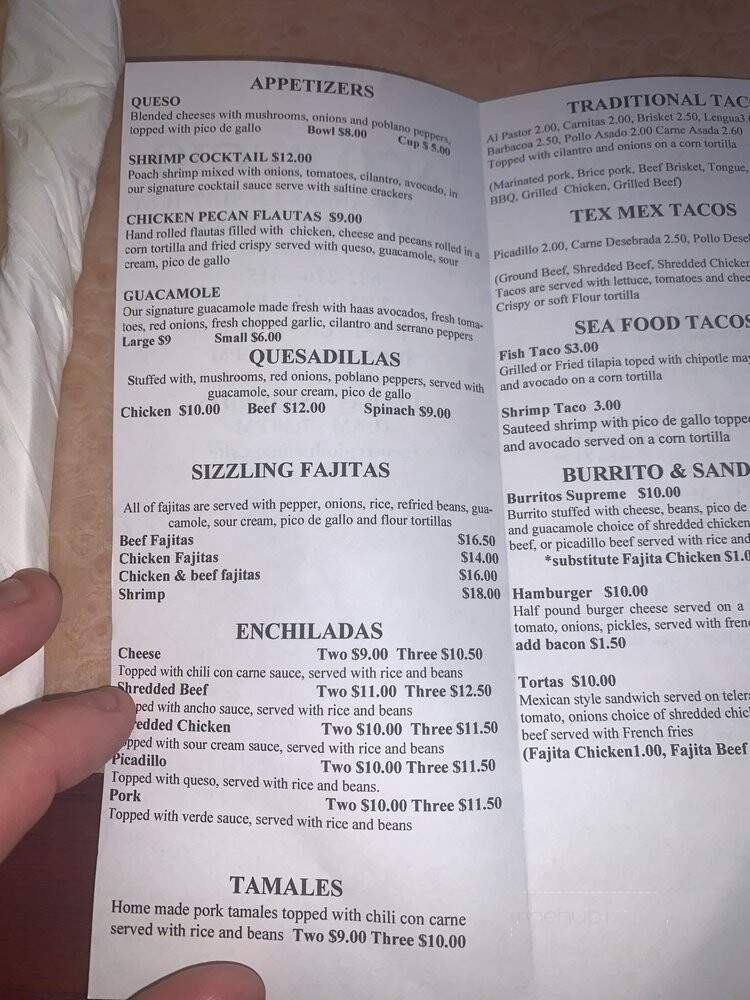 APPETIZERS
QUESO
Blended cheeses with mushrooms, onions and poblano peppers,
topped with pico de gallo Bowl $8.00 Cup $ 5.00
SHRIMP COCKTAIL $12.00
Poach shrimp mixed with onions, tomatoes, cilantro, avocado, in
our signature cocktail sauce serve with saltine crackers
CHICKEN PECAN FLAUTAS $9.00
Hand rolled flautas filled with chicken, cheese and pecans rolled in a
corn tortilla and fried crispy served with queso, guacamole, sour
cream, pico de gallo
GUACAMOLE
Our signature guacamole made fresh with haas avocados, fresh toma-
toes, red onions, fresh chopped garlic, cilantro and serrano peppers
Large $9 Small $6.00
QUESADILLAS
Stuffed with, mushrooms, red onions, poblano peppers, served with
guacamole, sour cream, pico de gallo
Chicken $10.00 Beef $12.00 Spinach $9.00
SIZZLING FAJITAS
All of fajitas are served with pepper, onions, rice, refried beans, gua-
camole, sour cream, pico de gallo and flour tortillas
Beef Fajitas $16.50
Chicken Fajitas $14.00
Chicken & beef fajitas $16.00
Shrimp $18.00
ENCHILADAS
Cheese Two $9.00 Three $10.50
Topped with chili con carne sauce, served with rice and beans
Shredded Beef Two $11.00 Three $12.50
ped with ancho sauce, served with rice and beans
redded Chicken Two $10.00 Three $11.50
opped with sour cream sauce, served with rice and beans
Picadillo Two $10.00 Three $11.50
Topped with queso, served with rice and beans.
Pork Two $10.00 Three $11.50
Topped with verde sauce, served with rice and beans
TAMALES
Home made pork tamales topped with chili con carne
served with rice and beans Two $9.00 Three $10.00
TRADITIONAL TAC
Al Pastor 2.00, Carnitas 2,00, Brisket 2.50, Lengua3.
Barbacoa 2.50, Pollo Asado 2.00 Carne Asada 2.60
Topped with cilantro and onions on a corn tortilla
(Marinated pork, Brice pork, Beef Brisket, Tongue,
BBQ, Grilled Chicken, Grilled Beef)
TEX MEX TACOS
Picadillo 2.00, Carne Desebrada 2.50, Pollo Dese
(Ground Beef, Shredded Beef, Shredded Chicken
Tacos are served with lettuce, tomatoes and chee
Crispy or soft Flour tortilla
SEA FOOD TACOS
Fish Taco $3.00
Grilled or Fried tilapia toped with chipotle may
and avocado on a corn tortilla
Shrimp Taco 3.00
Sauteed shrimp with pico de gallo topped
and avocado served on a corn tortilla
BURRITO & SAND
Burritos Supreme $10.00
Burrito stuffed with cheese, beans, pico de
and guacamole choice of shredded chicken
beef, or picadillo beef served with rice and
*substitute Fajita Chicken $1.0
Hamburger $10.00
Half pound burger cheese served on a
tomato, onions, pickles, served with fren
add bacon $1.50
Tortas $10.00
Mexican style sandwich served on telera
tomato, onions choice of shredded chic
beef served with French fries
(Fajita Chicken1.00, Fajita Beef